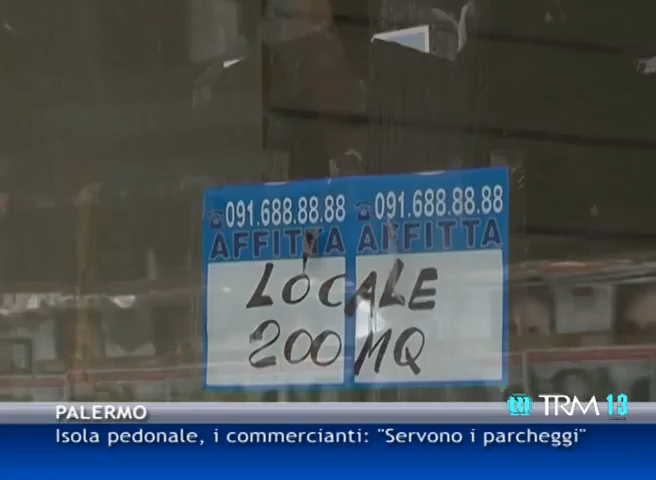 091.688.88.88 091.688.88.88
AFFITTA AFFITTA
LOCALE
200 MQ
TRM 13
PALERMO
Isola pedonale, i commercianti: "Servono i parcheggi"